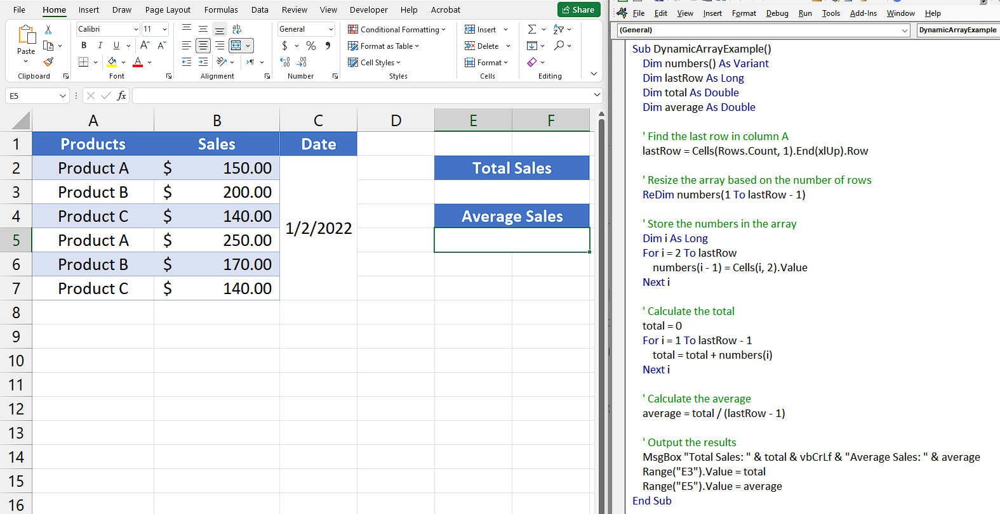 File Home Insert Draw Page Layout Formulas Data Review View Developer Help Acrobat Share
Paste
Calibri 11
B I U A A
ab
General
$ % 9
Conditional Formatting
Format as Table
Cell Styles
Insert
Delete
Format
Clipboard Font Alignment Number Styles Cells Editing
E5 fx
A B C D E F
1 Products Sales Date
2 Product A $ 150.00 Total Sales
3 Product B $ 200.00
4 Product C $ 140.00 Average Sales
1/2/2022
5 Product A $ 250.00
6 Product B $ 170.00
7 Product C $ 140.00
8
9
10
11
12
13
14
15
16
File Edit View Insert Format Debug Run Tools Add-Ins Window Help
(General) DynamicArrayExample
Sub DynamicArrayExample()
Dim numbers() As Variant
Dim lastRow As Long
Dim total As Double
Dim average As Double
' Find the last row in column A
lastRow = Cells(Rows.Count, 1).End(xlUp).Row
' Resize the array based on the number of rows
ReDim numbers(1 To lastRow - 1)
' Store the numbers in the array
Dim i As Long
For i = 2 To lastRow
numbers(i - 1) = Cells(i, 2).Value
Next i
' Calculate the total
total = 0
For i = 1 To lastRow - 1
total = total + numbers(i)
Next i
' Calculate the average
average = total / (lastRow - 1)
' Output the results
MsgBox "Total Sales: " & total & vbCrLf & "Average Sales: " & average
Range("E3").Value = total
Range("E5").Value = average
End Sub